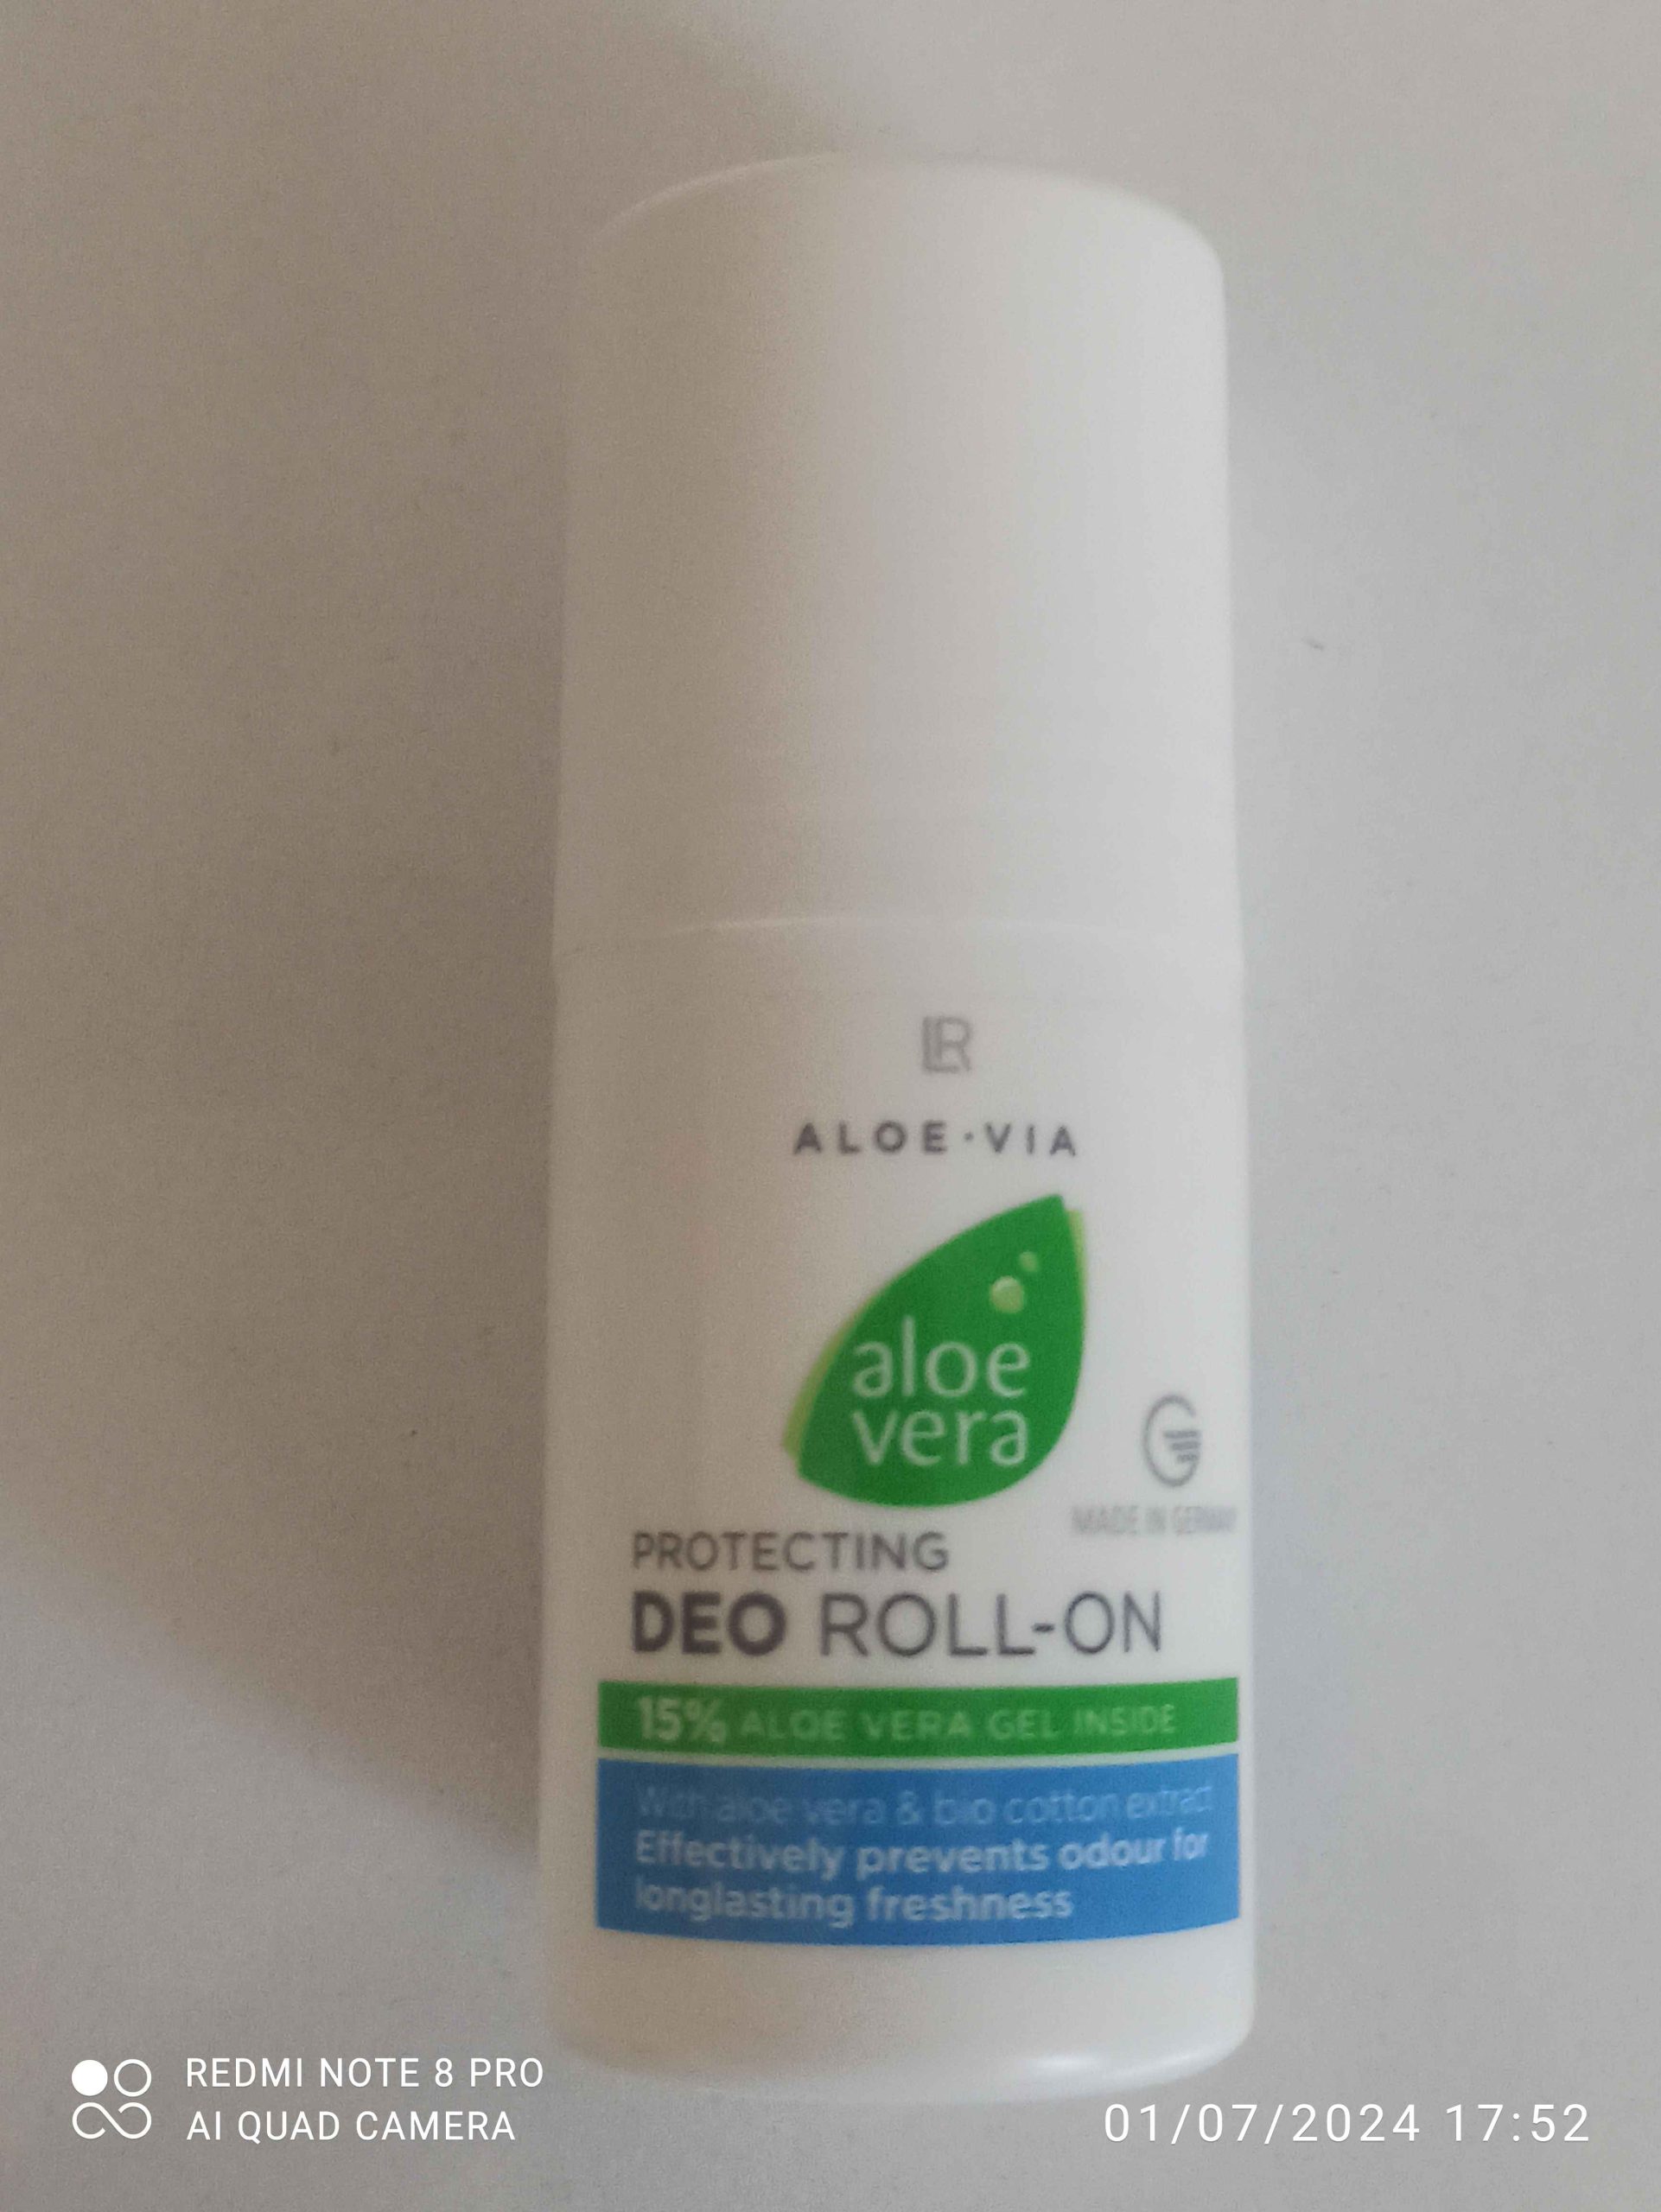 LR
ALOE·VIA
aloe
vera
MADE IN GERMANY
PROTECTING
DEO ROLL-ON
15% ALOE VERA GEL INSIDE
With aloe vera & bio cotton extract
Effectively prevents odour for
longlasting freshness
REDMI NOTE 8 PRO
AI QUAD CAMERA
01/07/2024 17:52